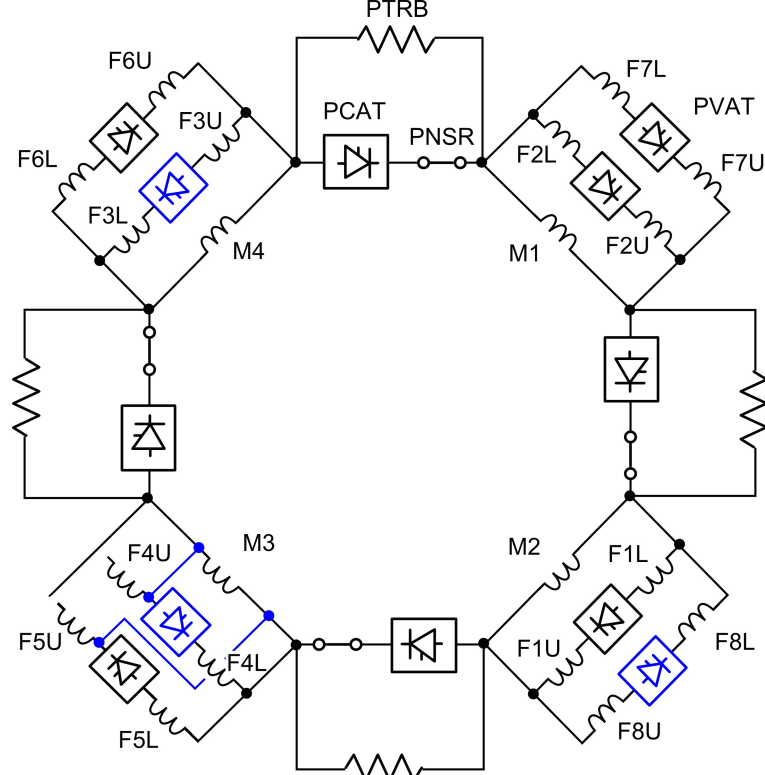 PTRB
F6U
F7L
PCAT
PVAT
F3U
PNSR
F6L
F2L
F7U
F3L
F2U
M4
M1
F4U
M3
M2
F1L
F5U
F4L
F1U
F8L
F5L
F8U